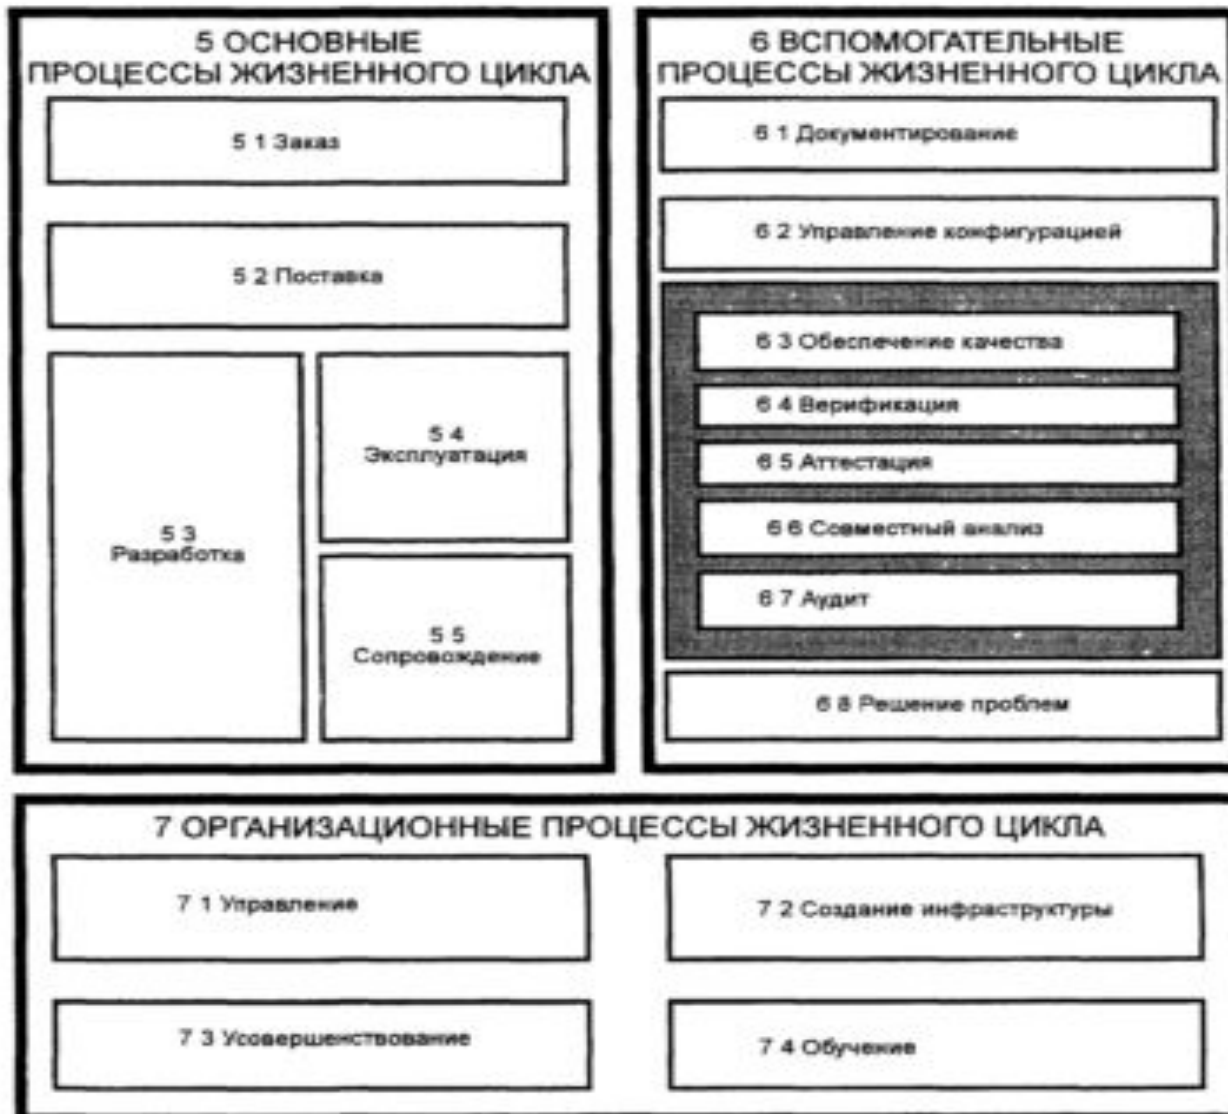 5 ОСНОВНЫЕ
ПРОЦЕССЫ ЖИЗНЕННОГО ЦИКЛА
5 1 Заказ
5 2 Поставка
5 3
Разработка
5 4
Эксплуатация
5 5
Сопровождение
6 ВСПОМОГАТЕЛЬНЫЕ
ПРОЦЕССЫ ЖИЗНЕННОГО ЦИКЛА
6 1 Документирование
6 2 Управление конфигурацией
6 3 Обеспечение качества
6 4 Верификация
6 5 Аттестация
6 6 Совместный анализ
6 7 Аудит
6 8 Решение проблем
7 ОРГАНИЗАЦИОННЫЕ ПРОЦЕССЫ ЖИЗНЕННОГО ЦИКЛА
7 1 Управление
7 2 Создание инфраструктуры
7 3 Усовершенствование
7 4 Обучение